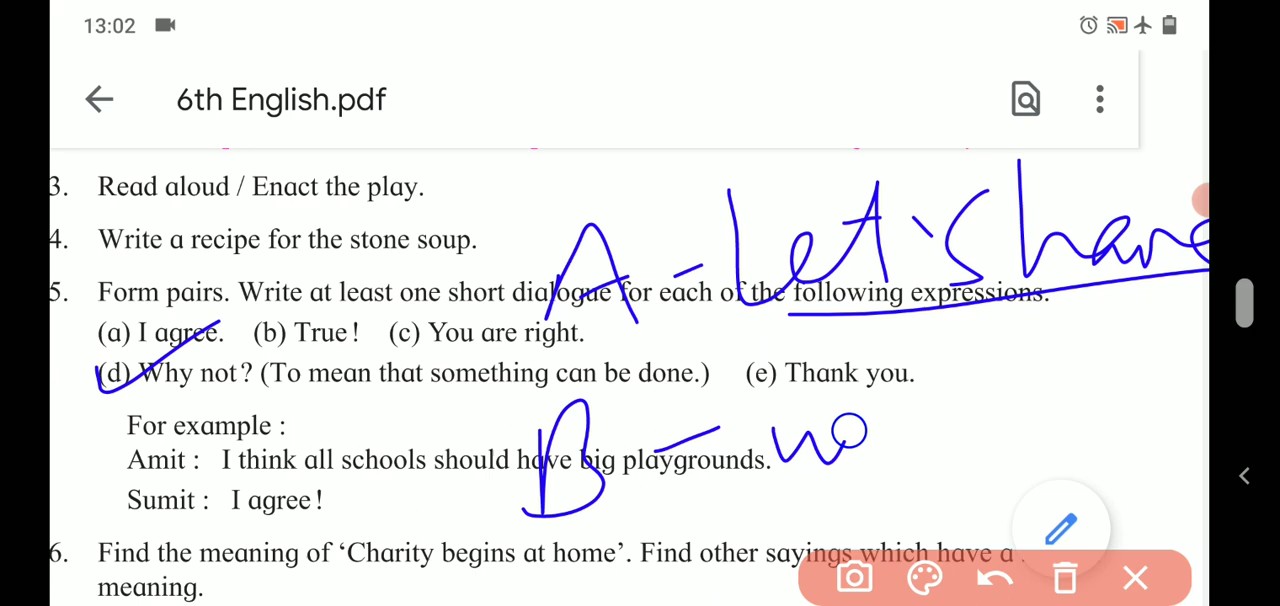 13:02
6th English.pdf
3. Read aloud / Enact the play.
4. Write a recipe for the stone soup.
A - Let's Share
5. Form pairs. Write at least one short dialogue for each of the following expressions.
(a) I agree. (b) True! (c) You are right.
(d) Why not? (To mean that something can be done.) (e) Thank you.
For example :
B -
Amit : I think all schools should have big playgrounds.
Sumit : I agree!
6. Find the meaning of ‘Charity begins at home’. Find other sayings which have a
meaning.